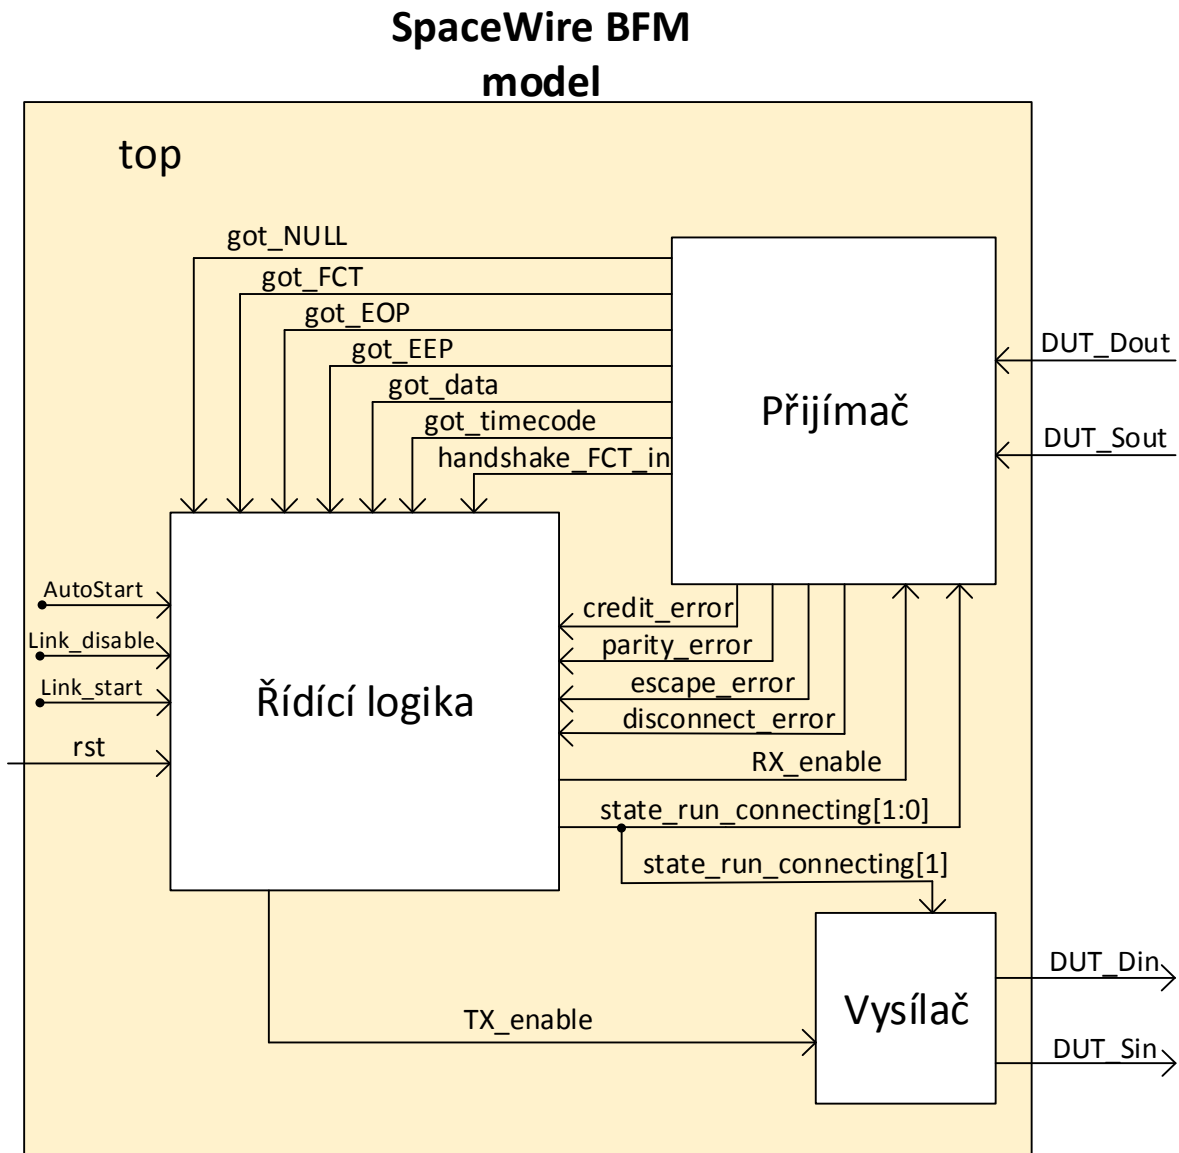 SpaceWire BFM
model
top
got_NULL
got_FCT
got_EOP
got_EEP
got_data
got_timecode
handshake_FCT_in
Přijímač
DUT_Dout
DUT_Sout
AutoStart
Link_disable
Link_start
rst
Řídící logika
credit_error
parity_error
escape_error
disconnect_error
RX_enable
state_run_connecting[1:0]
state_run_connecting[1]
TX_enable
Vysílač
DUT_Din
DUT_Sin